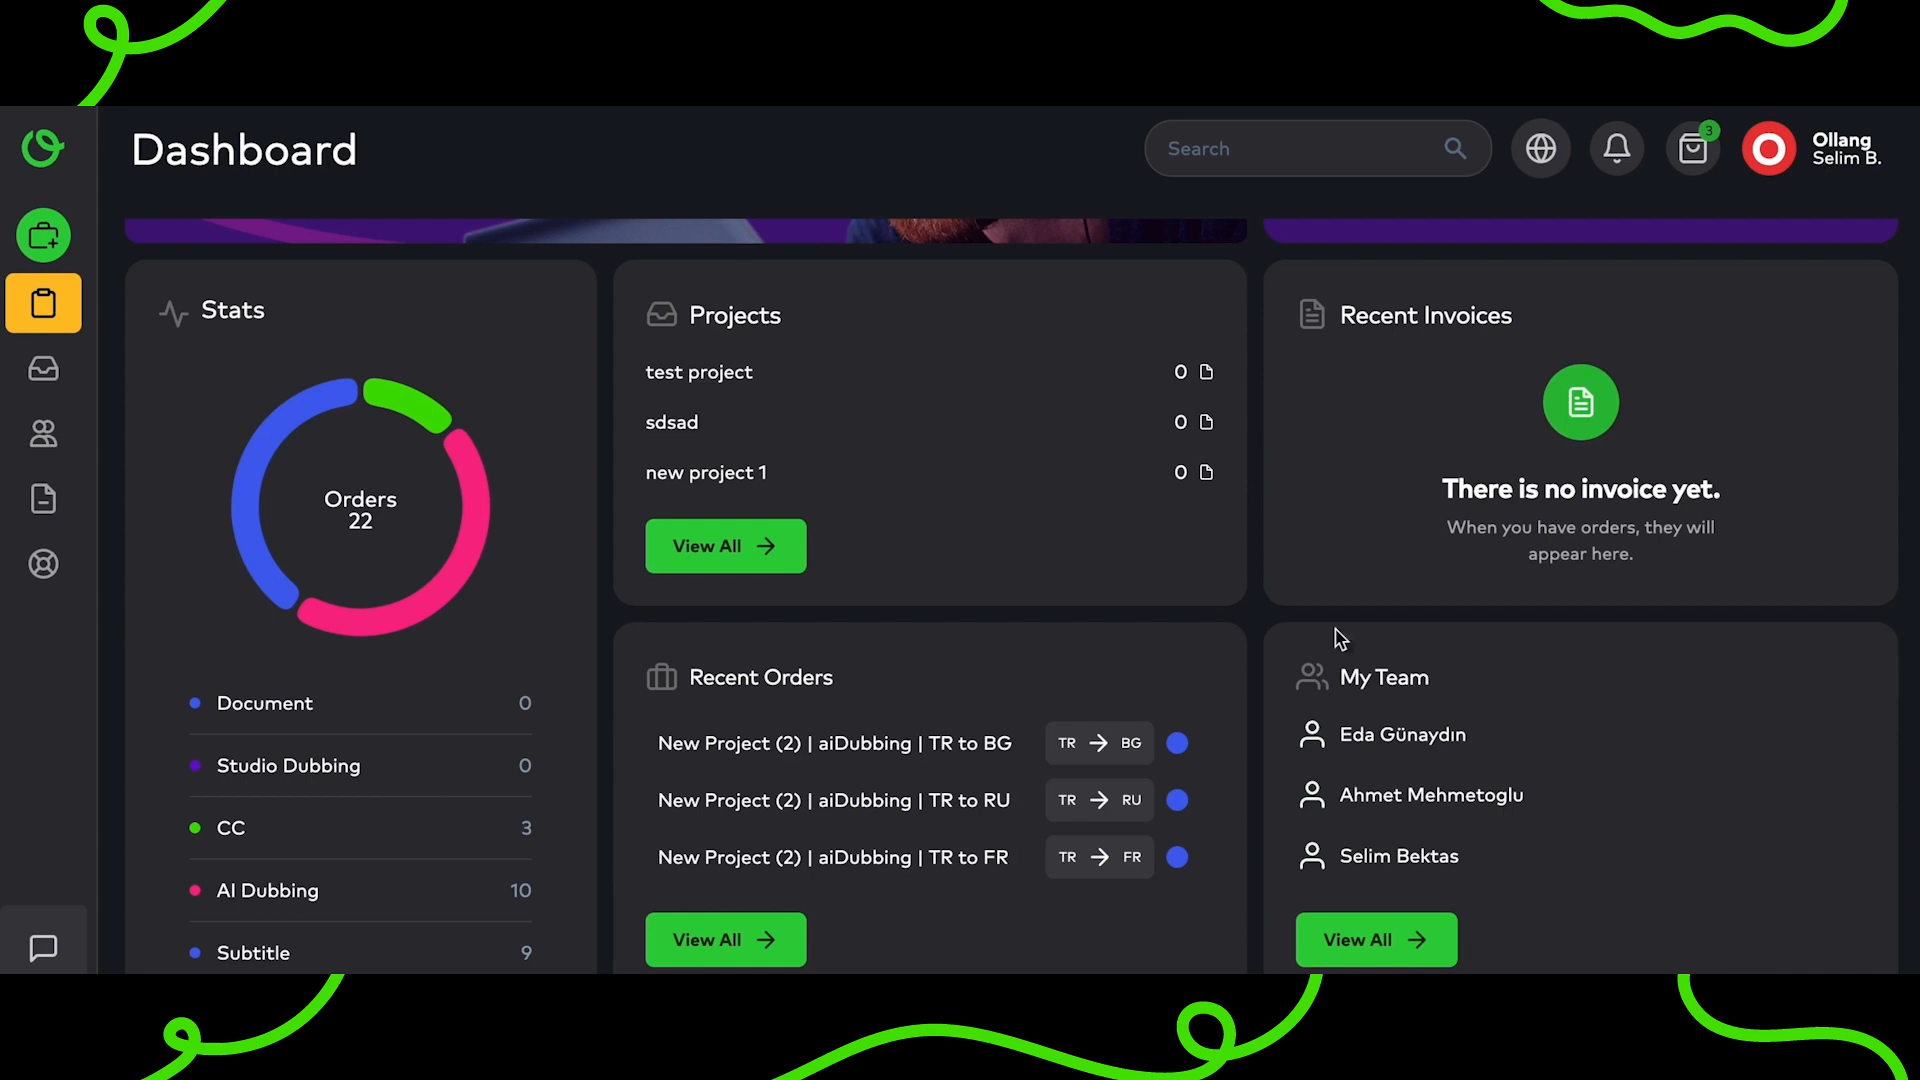 Dashboard
Search
3
Ollang
Selim B.
Stats
Orders
22
Document 0
Studio Dubbing 0
CC 3
AI Dubbing 10
Subtitle 9
Projects
test project 0
sdsad 0
new project 1 0
View All
Recent Invoices
There is no invoice yet.
When you have orders, they will
appear here.
Recent Orders
New Project (2) | aiDubbing | TR to BG TR → BG
New Project (2) | aiDubbing | TR to RU TR → RU
New Project (2) | aiDubbing | TR to FR TR → FR
View All
My Team
Eda Günaydın
Ahmet Mehmetoglu
Selim Bektas
View All